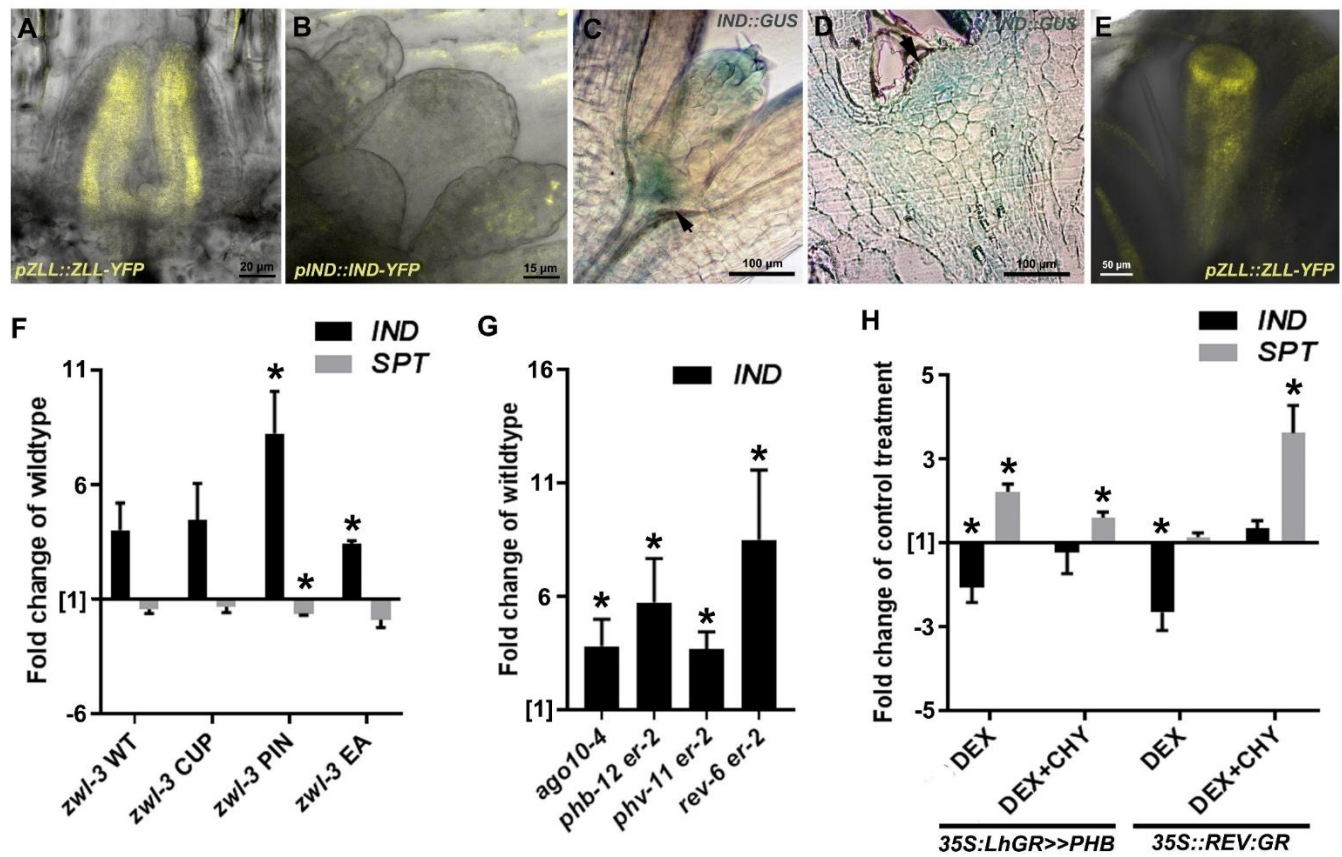 A
pZLL::ZLL-YFP
20 µm
B
pIND::IND-YFP
15 µm
C
IND::GUS
100 µm
D
IND::GUS
100 µm
E
50 µm
pZLL::ZLL-YFP
F
IND
SPT
Fold change of wildtype
11
6
[1]
-6
*
*
*
zwl-3 WT
zwl-3 CUP
zwl-3 PIN
zwl-3 EA
G
IND
Fold change of witldtype
16
11
6
[1]
*
*
*
*
ago10-4
phb-12 er-2
phv-11 er-2
rev-6 er-2
H
IND
SPT
Fold change of control treatment
5
3
[1]
-3
-5
*
*
*
*
*
DEX
DEX+CHY
DEX
DEX+CHY
35S:LhGR>>PHB
35S::REV:GR